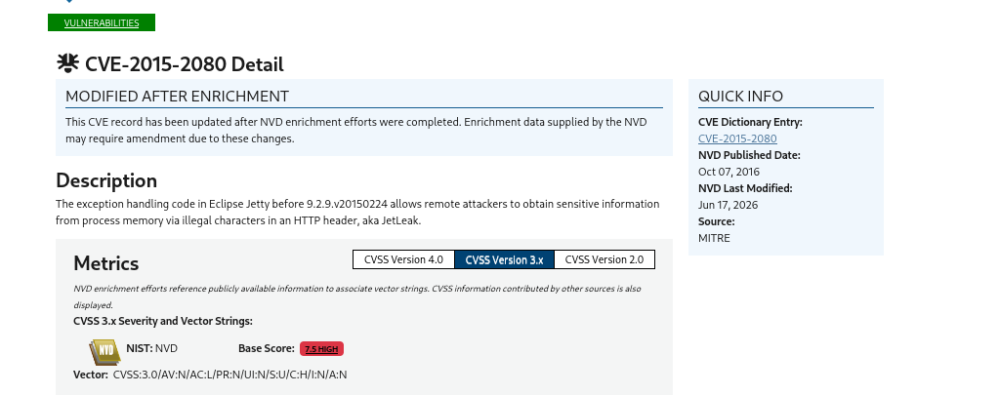 VULNERABILITIES
CVE-2015-2080 Detail
MODIFIED AFTER ENRICHMENT
This CVE record has been updated after NVD enrichment efforts were completed. Enrichment data supplied by the NVD
may require amendment due to these changes.
Description
The exception handling code in Eclipse Jetty before 9.2.9.v20150224 allows remote attackers to obtain sensitive information
from process memory via illegal characters in an HTTP header, aka JetLeak.
Metrics
CVSS Version 4.0 CVSS Version 3.x CVSS Version 2.0
NVD enrichment efforts reference publicly available information to associate vector strings. CVSS information contributed by other sources is also
displayed.
CVSS 3.x Severity and Vector Strings:
NVD NIST: NVD Base Score: 7.5 HIGH
Vector: CVSS:3.0/AV:N/AC:L/PR:N/UI:N/S:U/C:H/I:N/A:N
QUICK INFO
CVE Dictionary Entry:
CVE-2015-2080
NVD Published Date:
Oct 07, 2016
NVD Last Modified:
Jun 17, 2026
Source:
MITRE